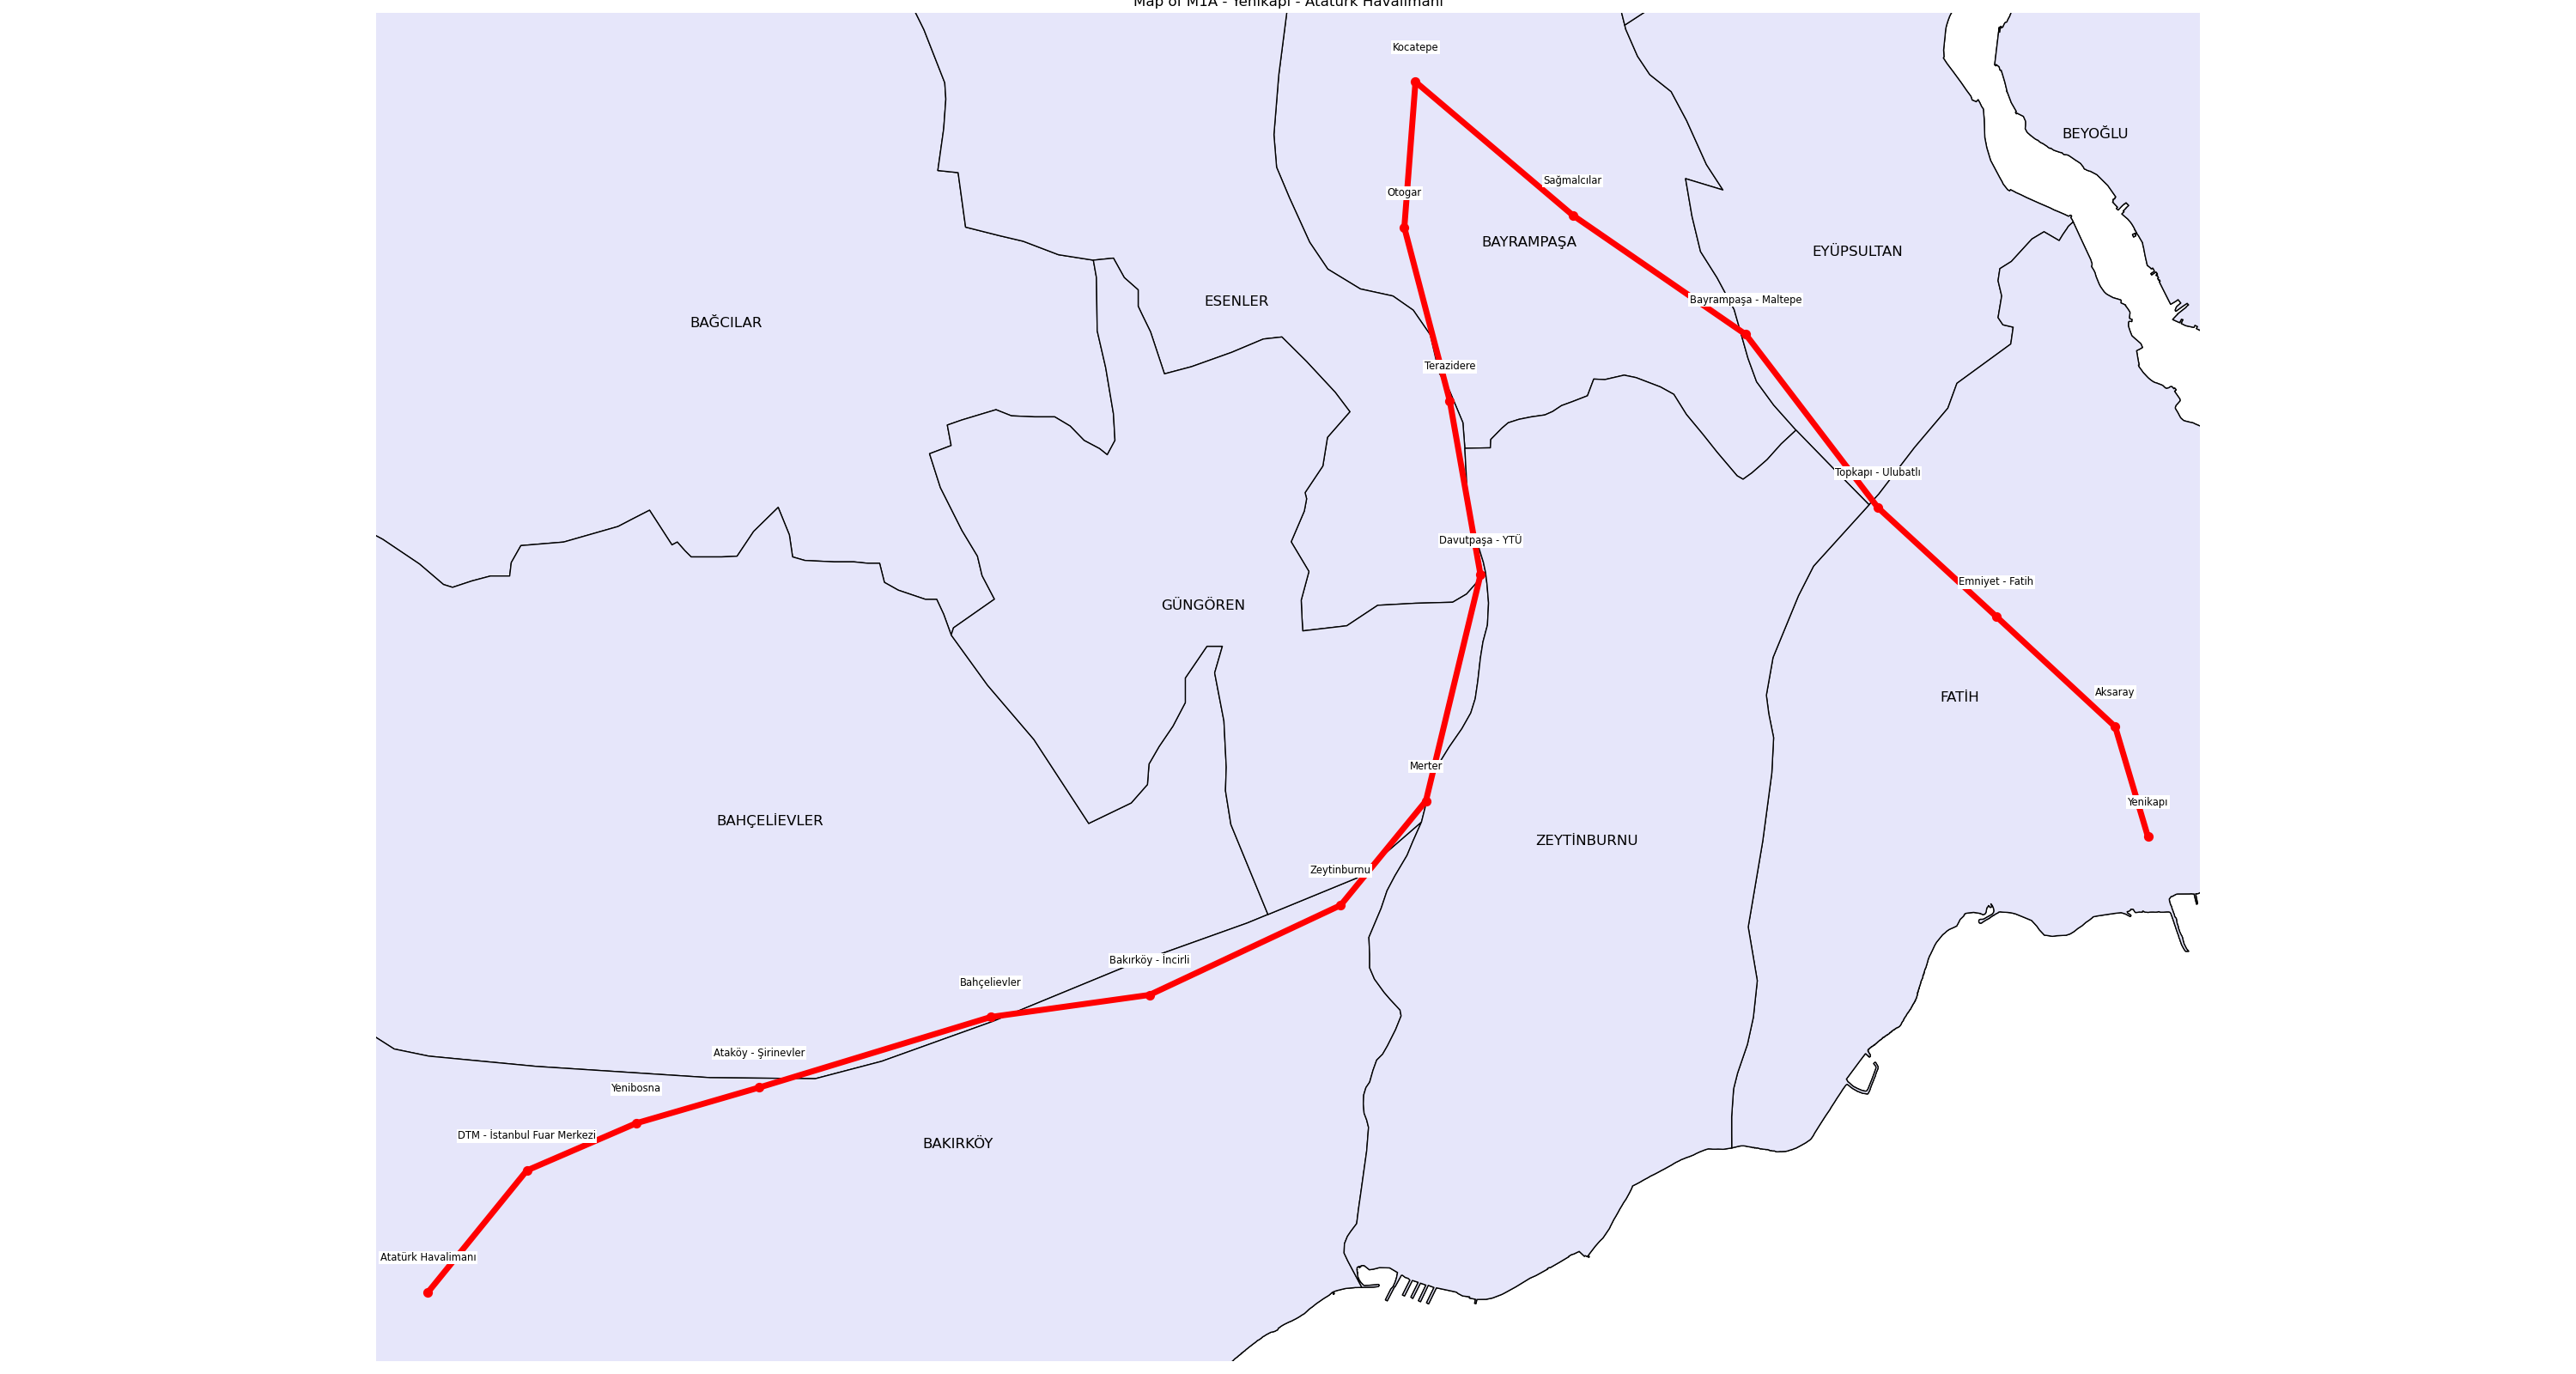 Map of M1A - Yenikapı - Atatürk Havalimanı
Kocatepe
BEYOĞLU
Sağmalcılar
Otogar
BAYRAMPAŞA
EYÜPSULTAN
Bayrampaşa - Maltepe
ESENLER
BAĞCILAR
Terazidere
Topkapı - Ulubatlı
Davutpaşa - YTÜ
Emniyet - Fatih
GÜNGÖREN
Aksaray
FATİH
Merter
Yenikapı
BAHÇELİEVLER
ZEYTİNBURNU
Zeytinburnu
Bakırköy - İncirli
Bahçelievler
Ataköy - Şirinevler
Yenibosna
DTM - İstanbul Fuar Merkezi
BAKIRKÖY
Atatürk Havalimanı